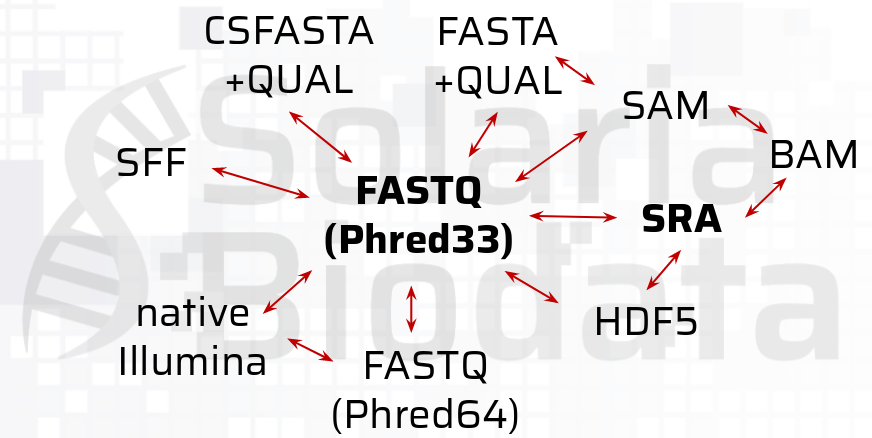 CSFASTA
+QUAL
FASTA
+QUAL
SAM
BAM
SFF
FASTQ
(Phred33)
SRA
native
Illumina
HDF5
FASTQ
(Phred64)
Solaria
Biodata